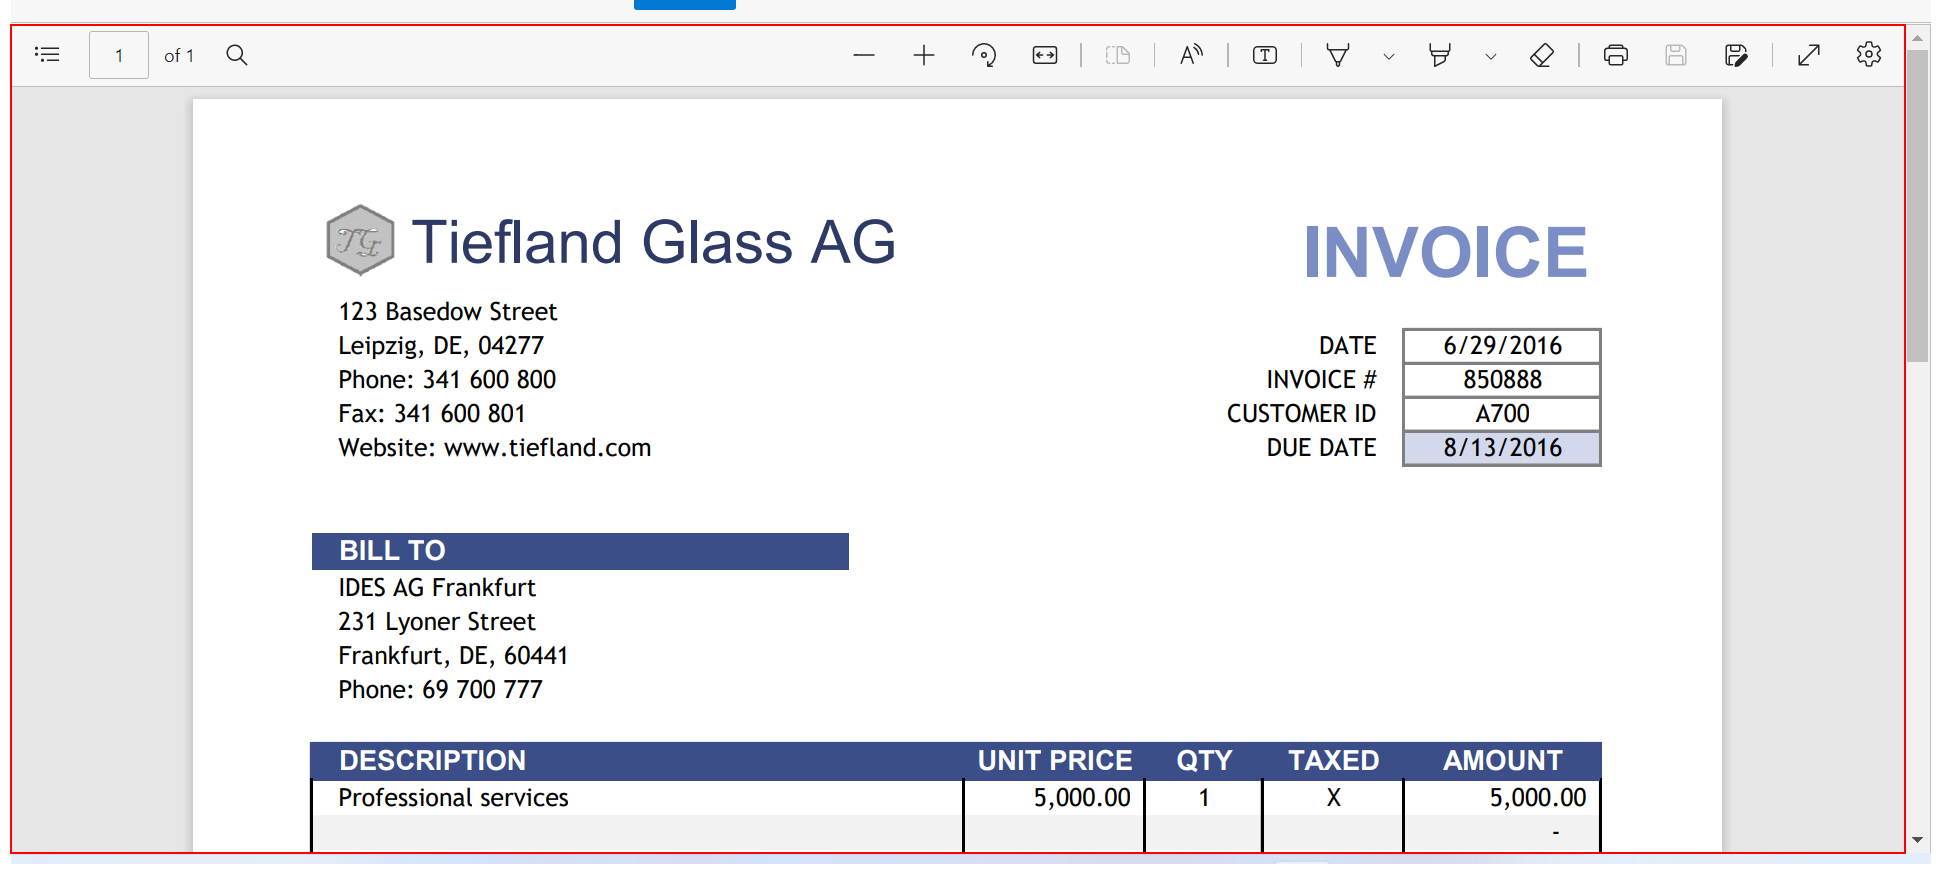 1 of 1
Tiefland Glass AG
INVOICE
123 Basedow Street
Leipzig, DE, 04277
Phone: 341 600 800
Fax: 341 600 801
Website: www.tiefland.com
DATE 6/29/2016
INVOICE # 850888
CUSTOMER ID A700
DUE DATE 8/13/2016
BILL TO
IDES AG Frankfurt
231 Lyoner Street
Frankfurt, DE, 60441
Phone: 69 700 777
DESCRIPTION UNIT PRICE QTY TAXED AMOUNT
Professional services 5,000.00 1 X 5,000.00
-